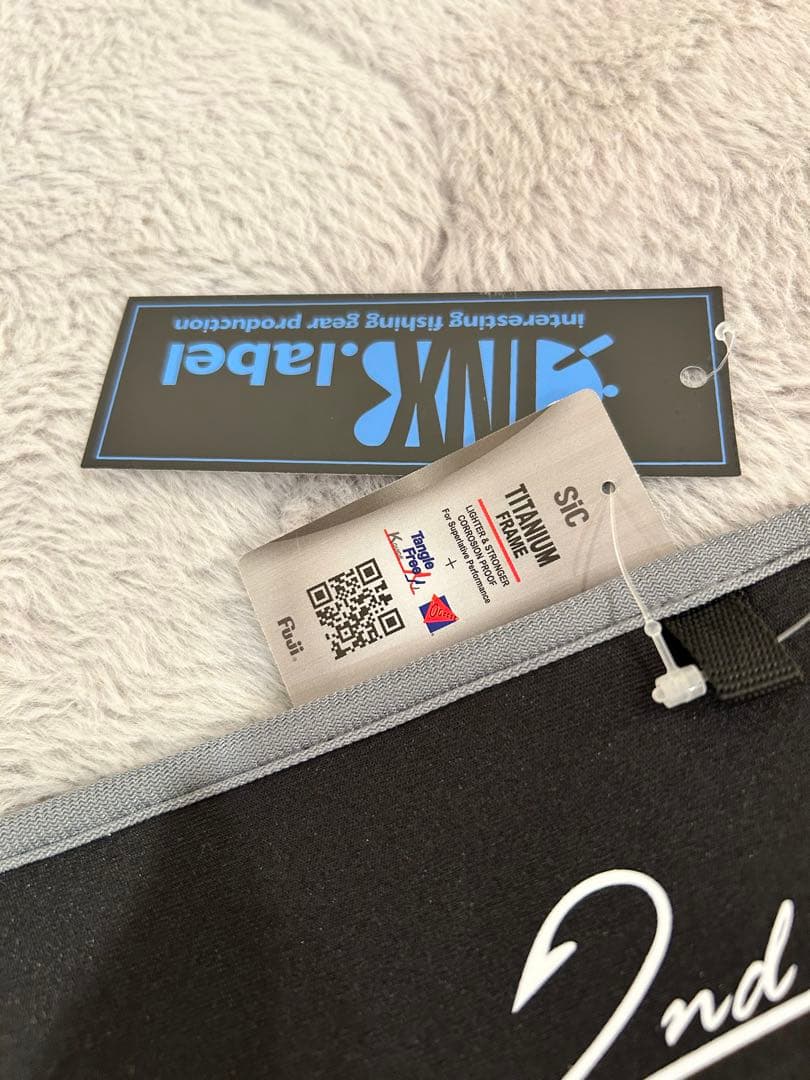 JINX.label
interesting fishing gear production
SiC
TITANIUM
FRAME
LIGHTER & STRONGER
CORROSION PROOF
For Superlative Performance
+
Tangle
Free
Fuji®
2nd